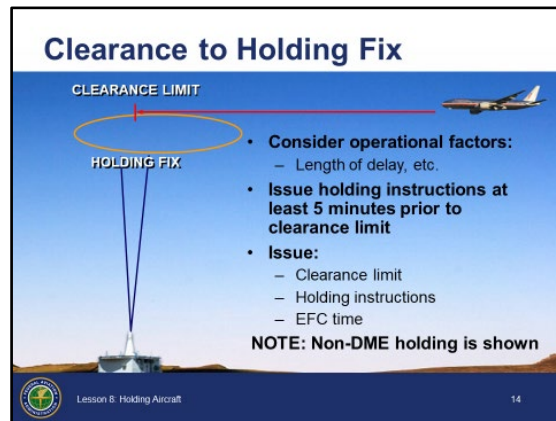 Clearance to Holding Fix
CLEARANCE LIMIT
HOLDING FIX
• Consider operational factors:
– Length of delay, etc.
• Issue holding instructions at
least 5 minutes prior to
clearance limit
• Issue:
– Clearance limit
– Holding instructions
– EFC time
NOTE: Non-DME holding is shown
Lesson 8: Holding Aircraft
14